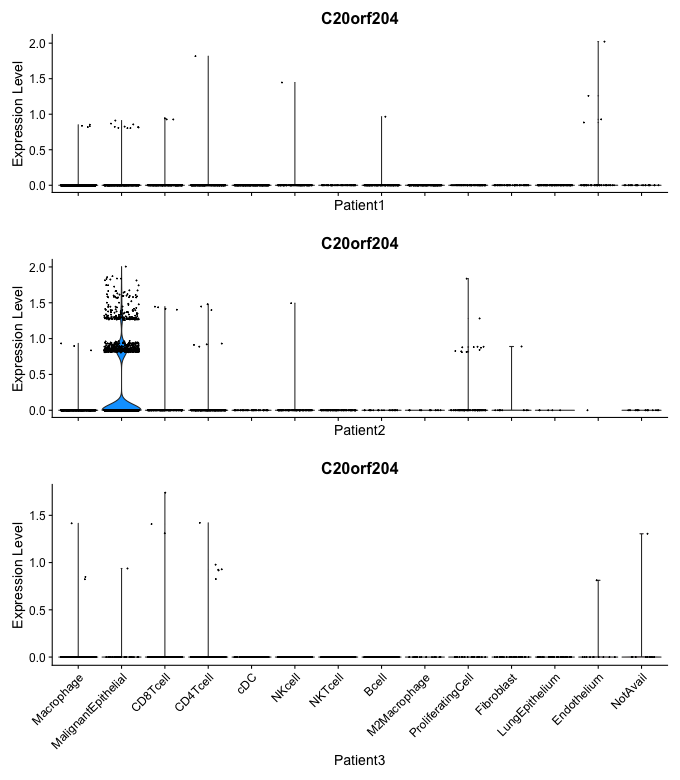 C20orf204
Expression Level
2.0
1.5
1.0
0.5
0.0
Patient1
C20orf204
Expression Level
2.0
1.5
1.0
0.5
0.0
Patient2
C20orf204
Expression Level
1.5
1.0
0.5
0.0
Macrophage
MalignantEpithelial
CD8Tcell
CD4Tcell
cDC
NKcell
NKTcell
Bcell
M2Macrophage
ProliferatingCell
Fibroblast
LungEpithelium
Endothelium
NotAvail
Patient3